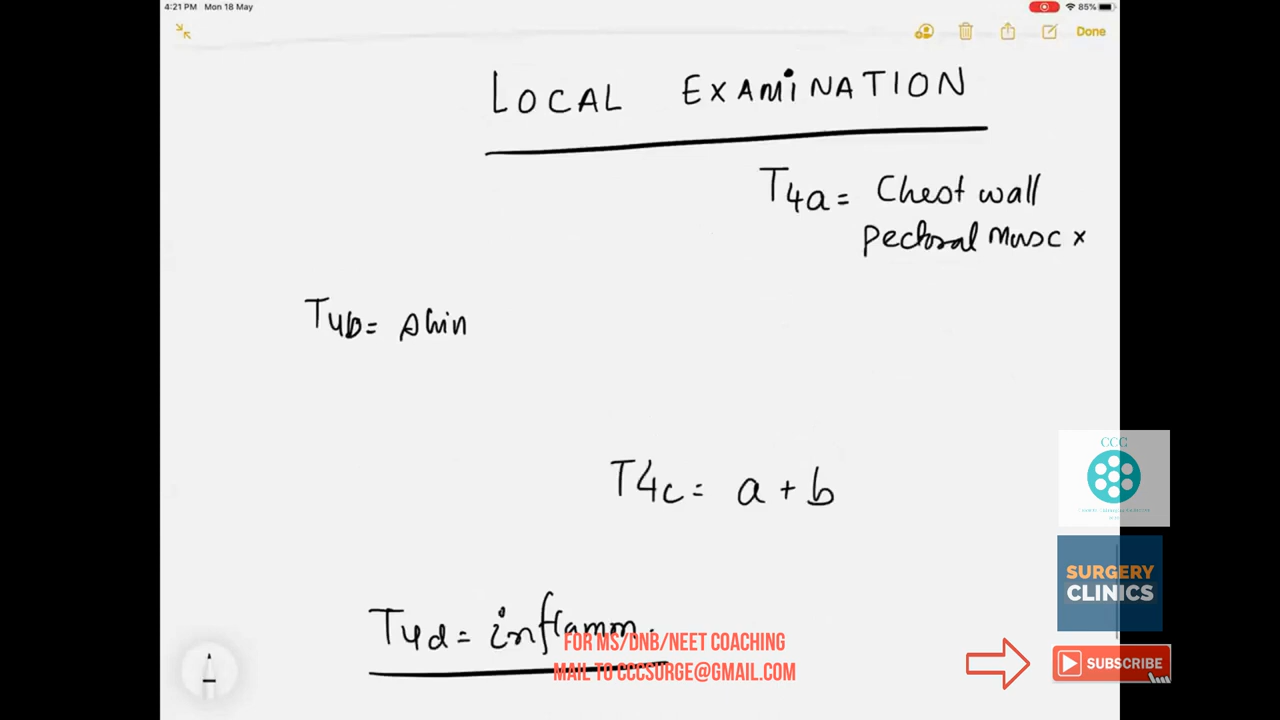 4:21 PM Mon 18 May
85%
Done
LOCAL EXAMINATION
T4a = Chest wall
pectoral musc x
T4b = skin
T4c = a + b
T4d = inflamm.
CCC
SURGERY
CLINICS
FOR MS/DNB/NEET COACHING
MAIL TO CCCSURGE@GMAIL.COM
SUBSCRIBE